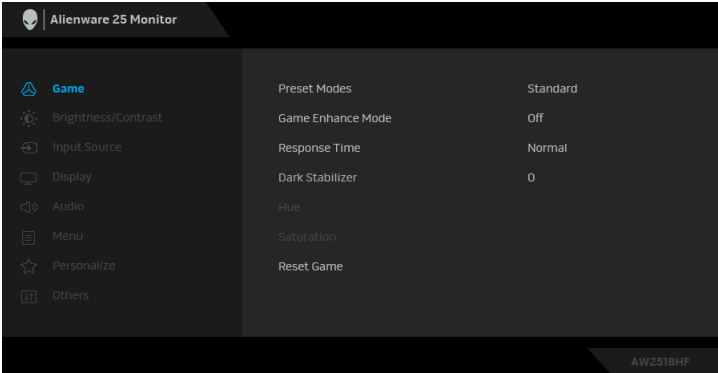 Alienware 25 Monitor
Game
Preset Modes Standard
Brightness/Contrast
Game Enhance Mode Off
Input Source
Response Time Normal
Display
Dark Stabilizer 0
Audio
Hue
Menu
Saturation
Personalize
Reset Game
Others
AW2518HF